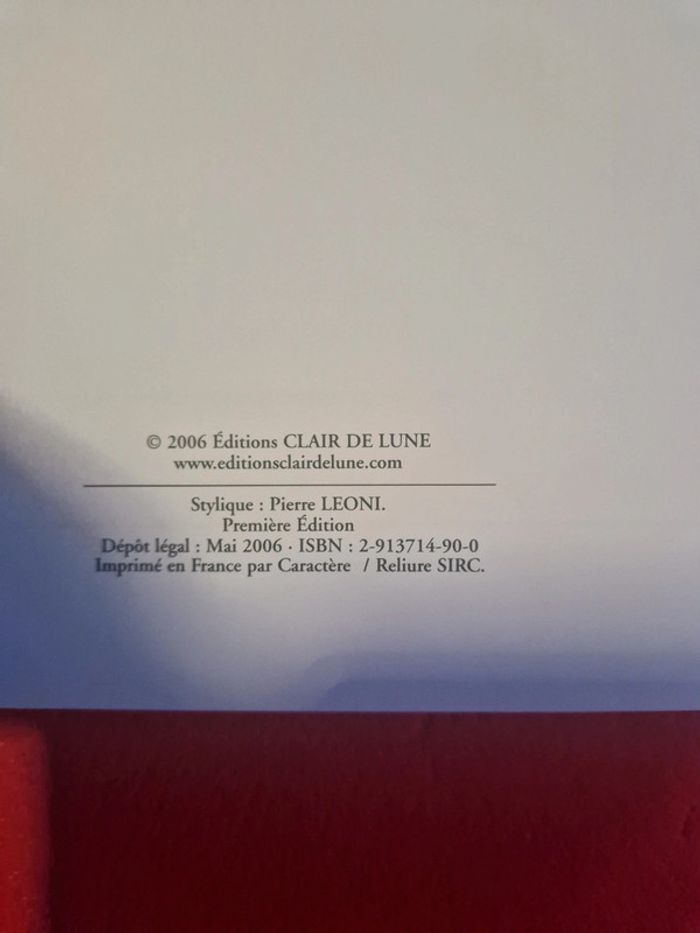 © 2006 Éditions CLAIR DE LUNE
www.editionsclairdelune.com
Stylique : Pierre LEONI.
Première Édition
Dépôt légal : Mai 2006 · ISBN : 2-913714-90-0
Imprimé en France par Caractère / Reliure SIRC.